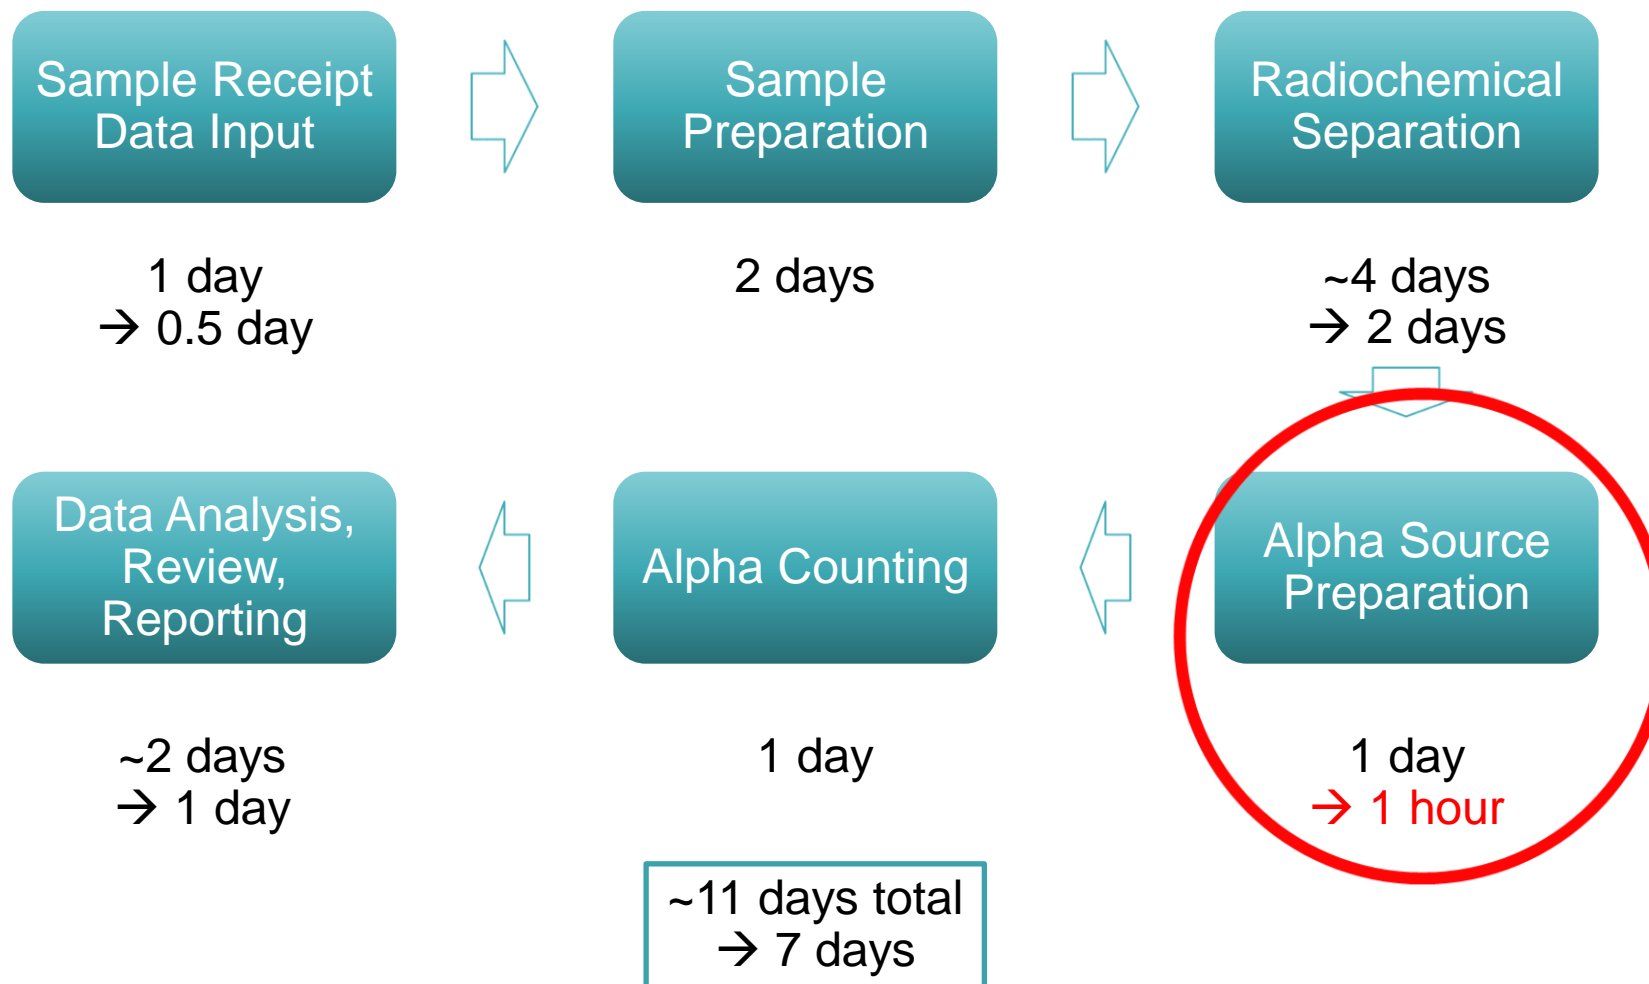 Sample Receipt
Data Input
Sample
Preparation
Radiochemical
Separation
1 day
→ 0.5 day
2 days
~4 days
→ 2 days
Alpha Source
Preparation
1 day
→ 1 hour
Alpha Counting
1 day
Data Analysis,
Review,
Reporting
~2 days
→ 1 day
~11 days total
→ 7 days